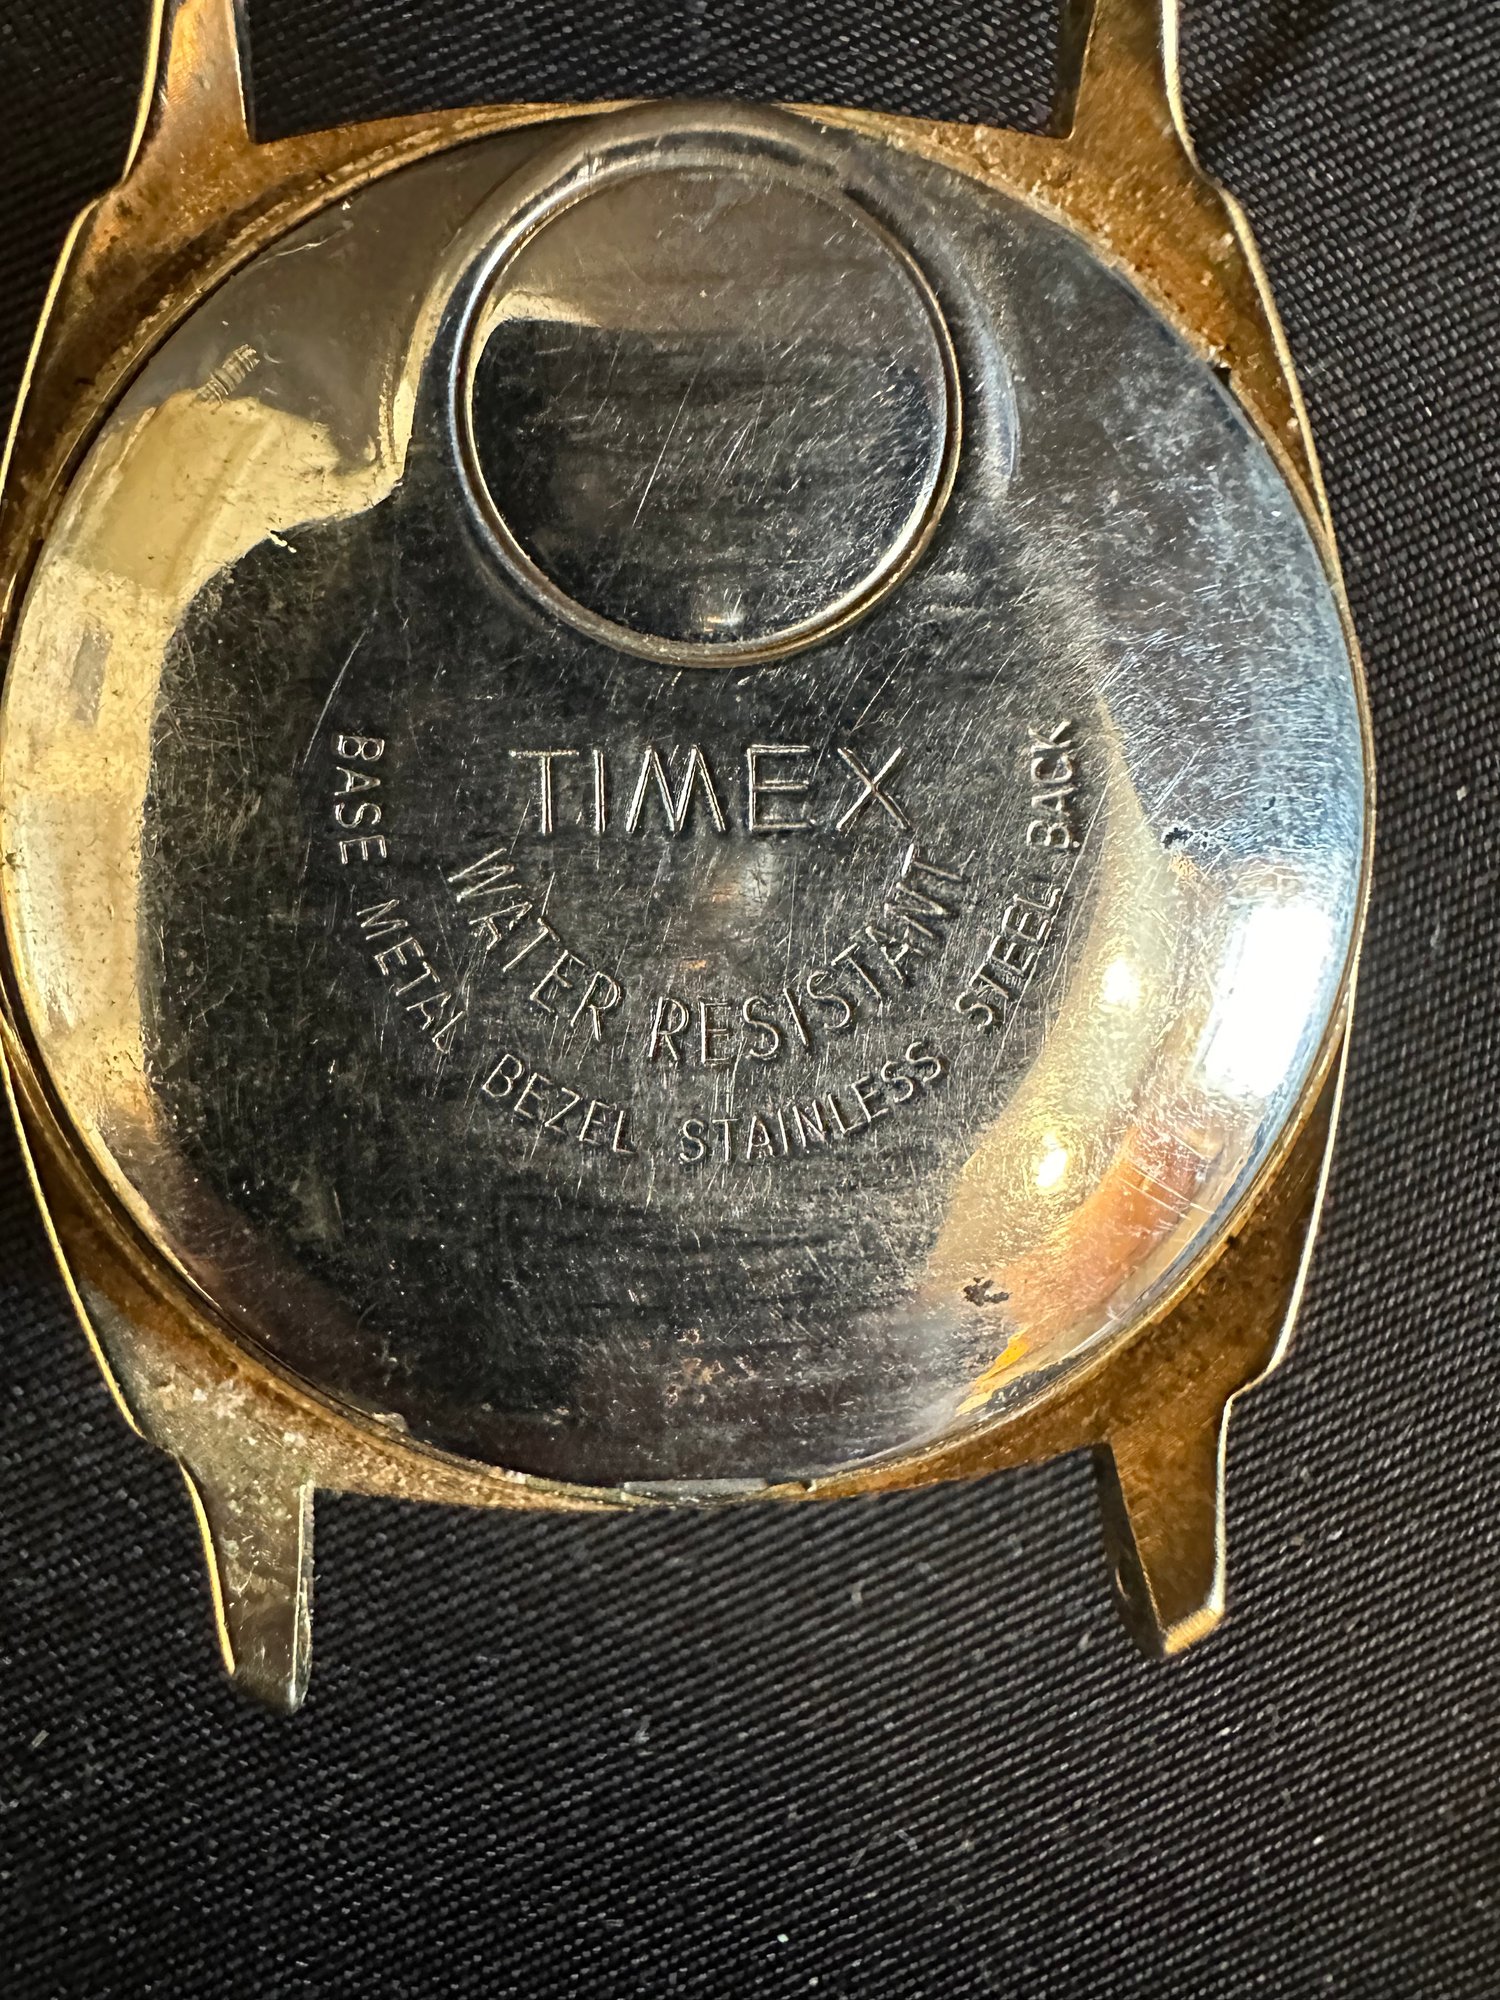 TIMEX
WATER RESISTANT
BASE METAL BEZEL STAINLESS STEEL BACK